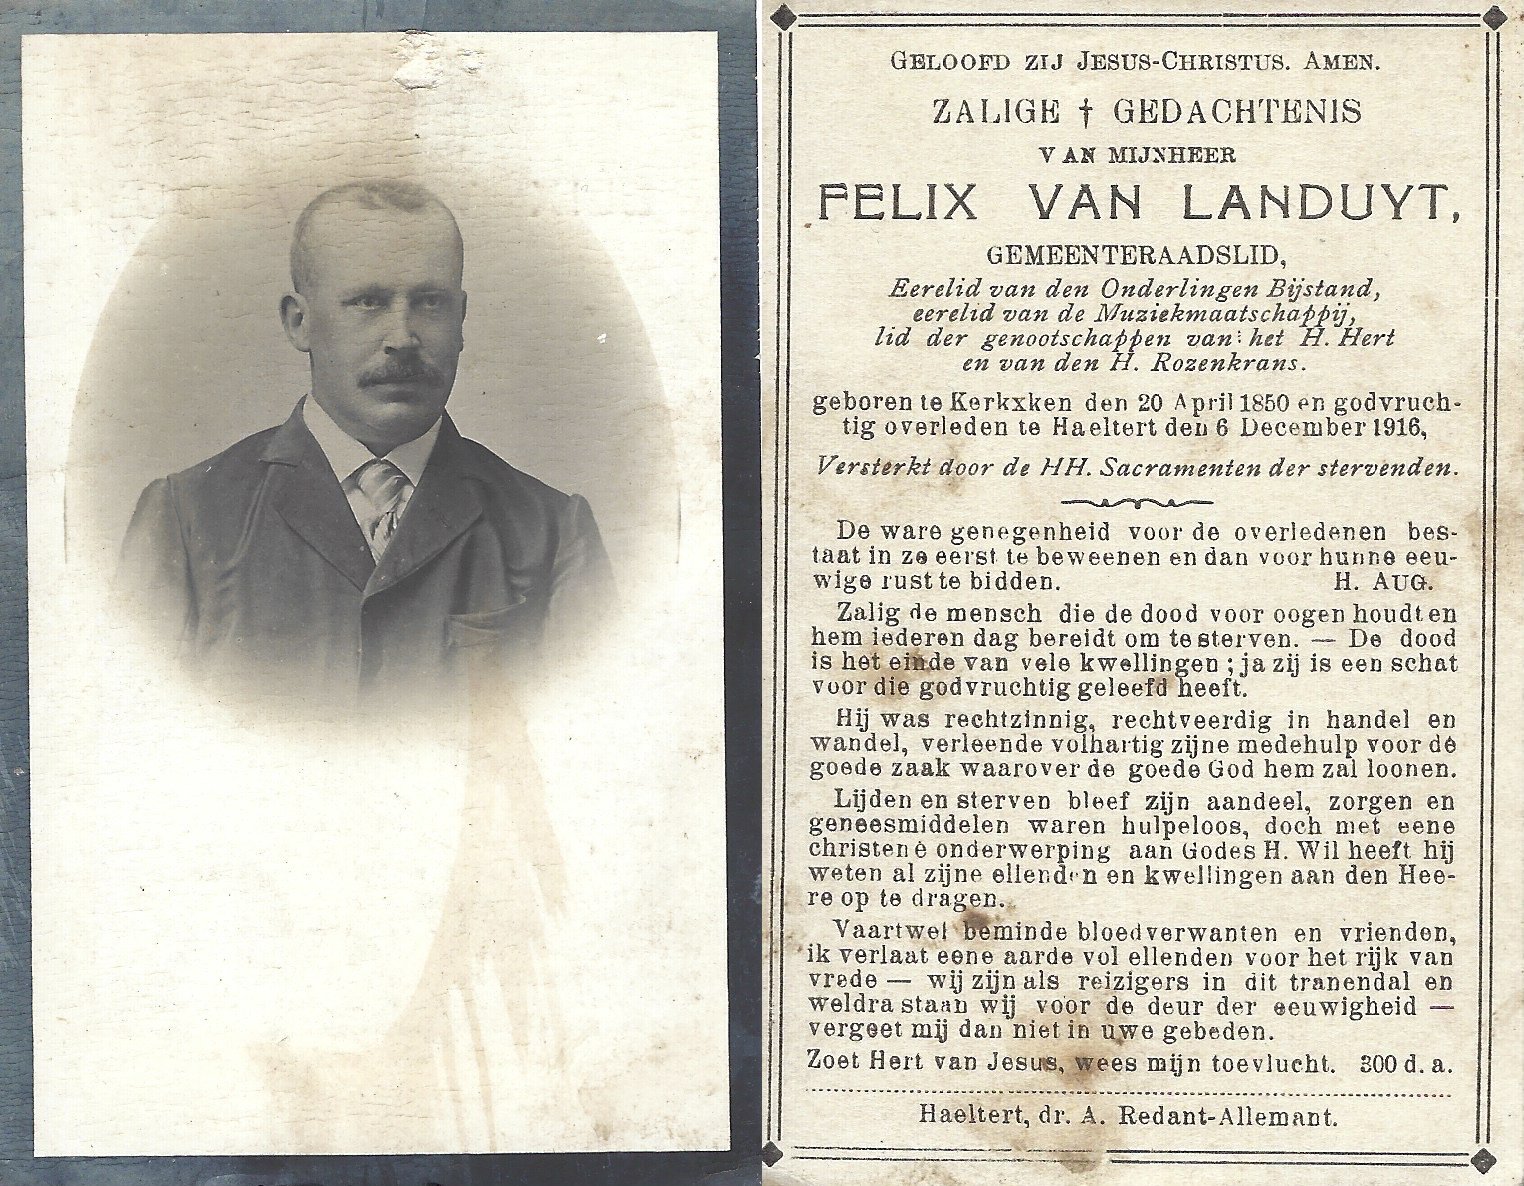 GELOOFD ZIJ JESUS-CHRISTUS. AMEN.
ZALIGE † GEDACHTENIS
VAN MIJNHEER
FELIX VAN LANDUYT,
GEMEENTERAADSLID,
Eerelid van den Onderlingen Bijstand,
eerelid van de Muziekmaatschappij,
lid der genootschappen van het H. Hert
en van den H. Rozenkrans.
geboren te Kerkxken den 20 April 1850 en godvruch-
tig overleden te Haeltert den 6 December 1916,
Versterkt door de HH. Sacramenten der stervenden.
De ware genegenheid voor de overledenen bes-
taat in ze eerst te beweenen en dan voor hunne eeu-
wige rust te bidden. H. AUG.
Zalig de mensch die de dood voor oogen houdt en
hem iederen dag bereidt om te sterven. — De dood
is het einde van vele kwellingen ; ja zij is een schat
voor die godvruchtig geleefd heeft.
Hij was rechtzinnig, rechtveerdig in handel en
wandel, verleende volhartig zijne medehulp voor de
goede zaak waarover de goede God hem zal loonen.
Lijden en sterven bleef zijn aandeel, zorgen en
geneesmiddelen waren hulpeloos, doch met eene
christene onderwerping aan Godes H. Wil heeft hij
weten al zijne ellenden en kwellingen aan den Hee-
re op te dragen.
Vaartwel beminde bloedverwanten en vrienden,
ik verlaat eene aarde vol ellenden voor het rijk van
vrede — wij zijn als reizigers in dit tranendal en
weldra staan wij voor de deur der eeuwigheid —
vergeet mij dan niet in uwe gebeden.
Zoet Hert van Jesus, wees mijn toevlucht. 300 d. a.
Haeltert, dr. A. Redant-Allemant.